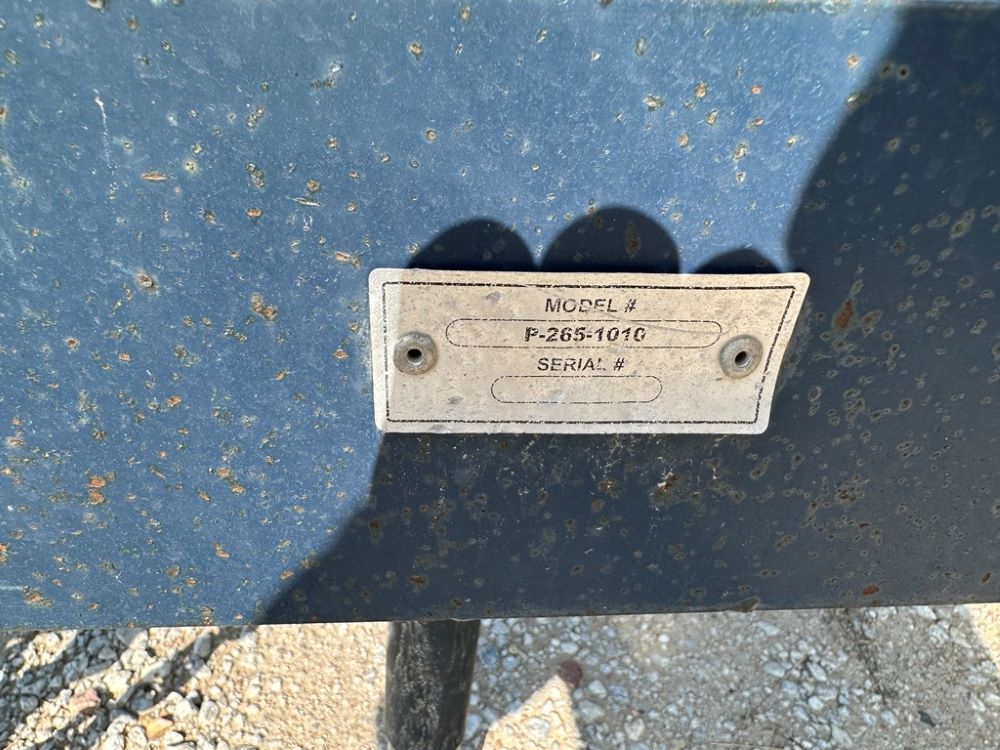 MODEL #
P-265-1010
SERIAL #